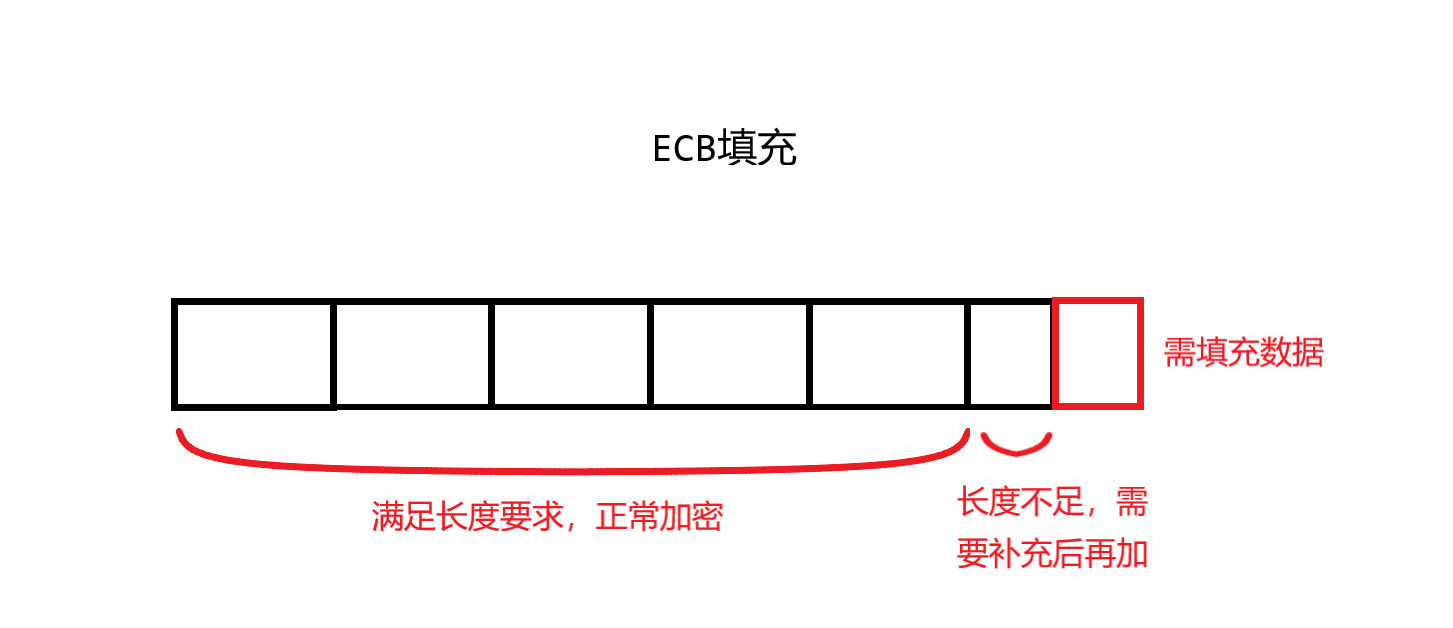 ECB填充
需填充数据
满足长度要求，正常加密
长度不足，需
要补充后再加